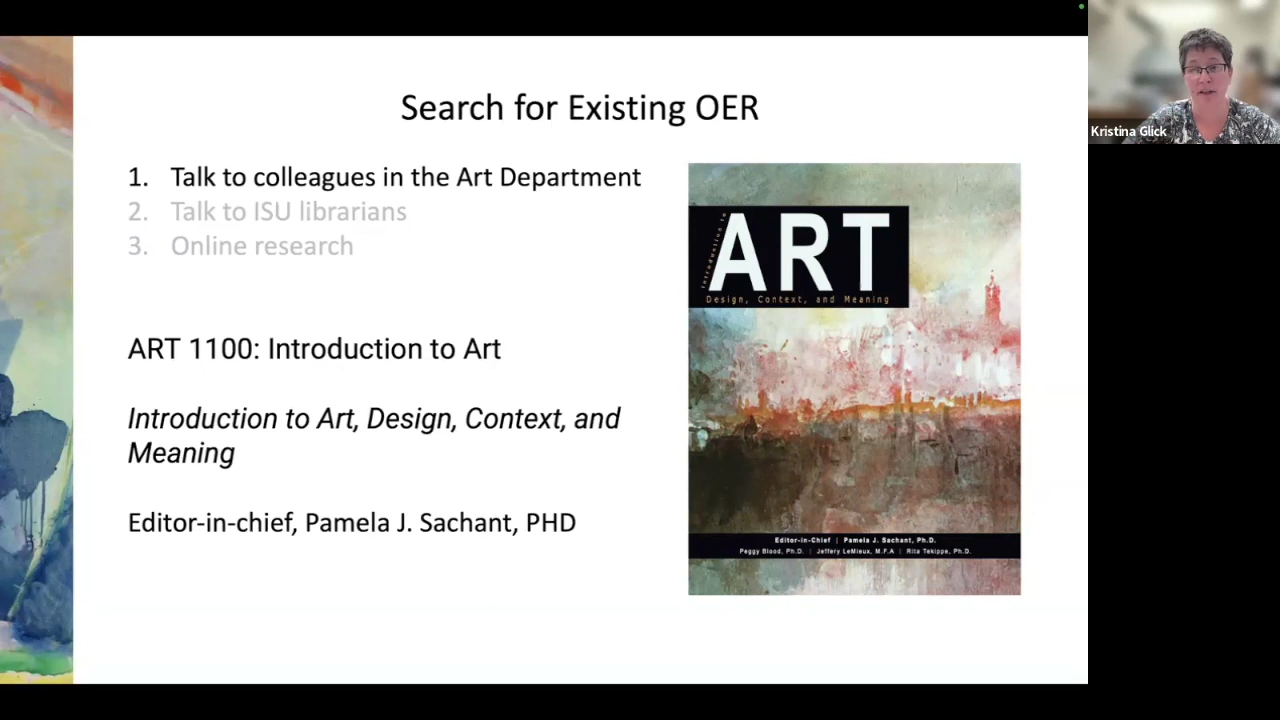 Search for Existing OER
1. Talk to colleagues in the Art Department
2. Talk to ISU librarians
3. Online research
ART 1100: Introduction to Art
Introduction to Art, Design, Context, and
Meaning
Editor-in-chief, Pamela J. Sachant, PHD
Introduction to
ART
Design, Context, and Meaning
Editor-in-Chief | Pamela J. Sachant, Ph.D.
Peggy Blood, Ph.D. | Jeffery LeMieux, M.F.A | Rita Tekippe, Ph.D.
Kristina Glick